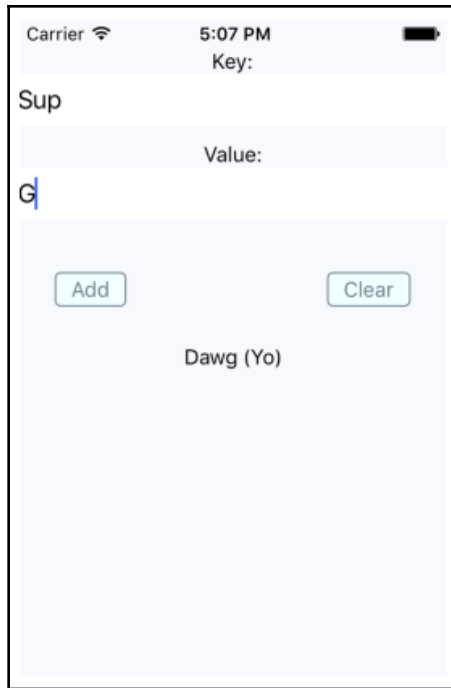 Carrier 5:07 PM
Key:
Sup
Value:
G
Add Clear
Dawg (Yo)